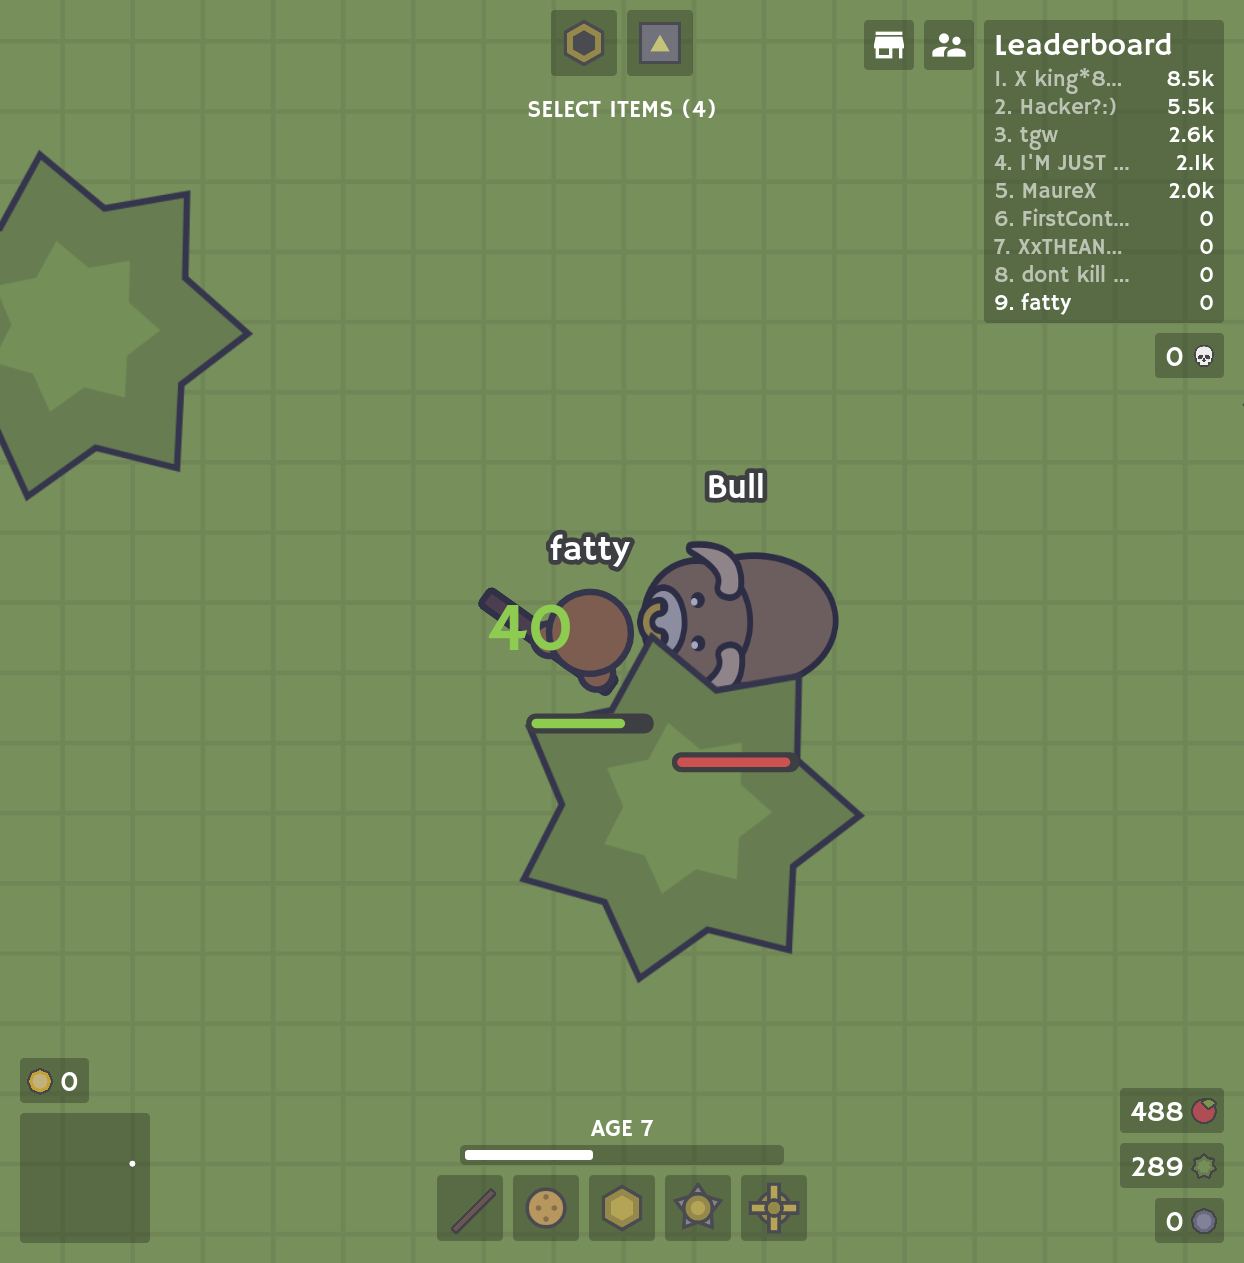 SELECT ITEMS (4)
Leaderboard
1. X king*8... 8.5k
2. Hacker?:) 5.5k
3. tgw 2.6k
4. I'M JUST ... 2.1k
5. MaureX 2.0k
6. FirstCont... 0
7. XxTHEAN... 0
8. dont kill ... 0
9. fatty 0
0
Bull
fatty
40
0
AGE 7
488
289
0